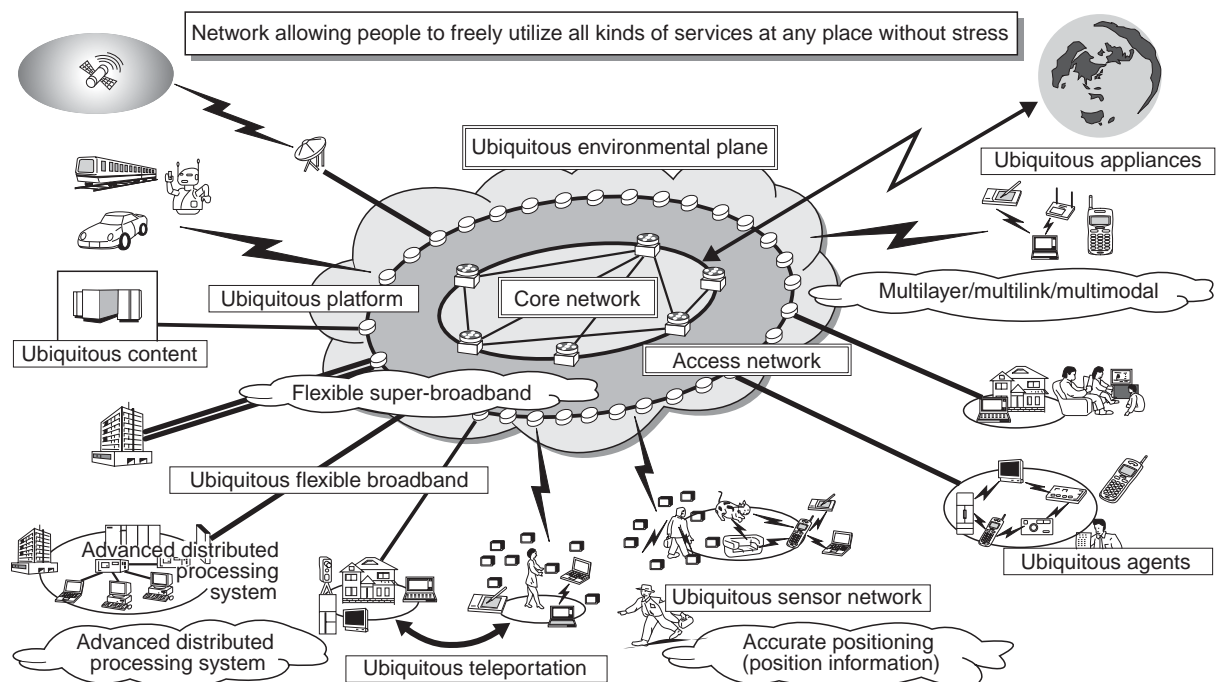 Network allowing people to freely utilize all kinds of services at any place without stress
Ubiquitous environmental plane
Ubiquitous appliances
Ubiquitous platform
Core network
Multilayer/multilink/multimodal
Ubiquitous content
Access network
Flexible super-broadband
Ubiquitous flexible broadband
Advanced distributed
processing
system
Ubiquitous agents
Ubiquitous sensor network
Advanced distributed
processing system
Ubiquitous teleportation
Accurate positioning
(position information)